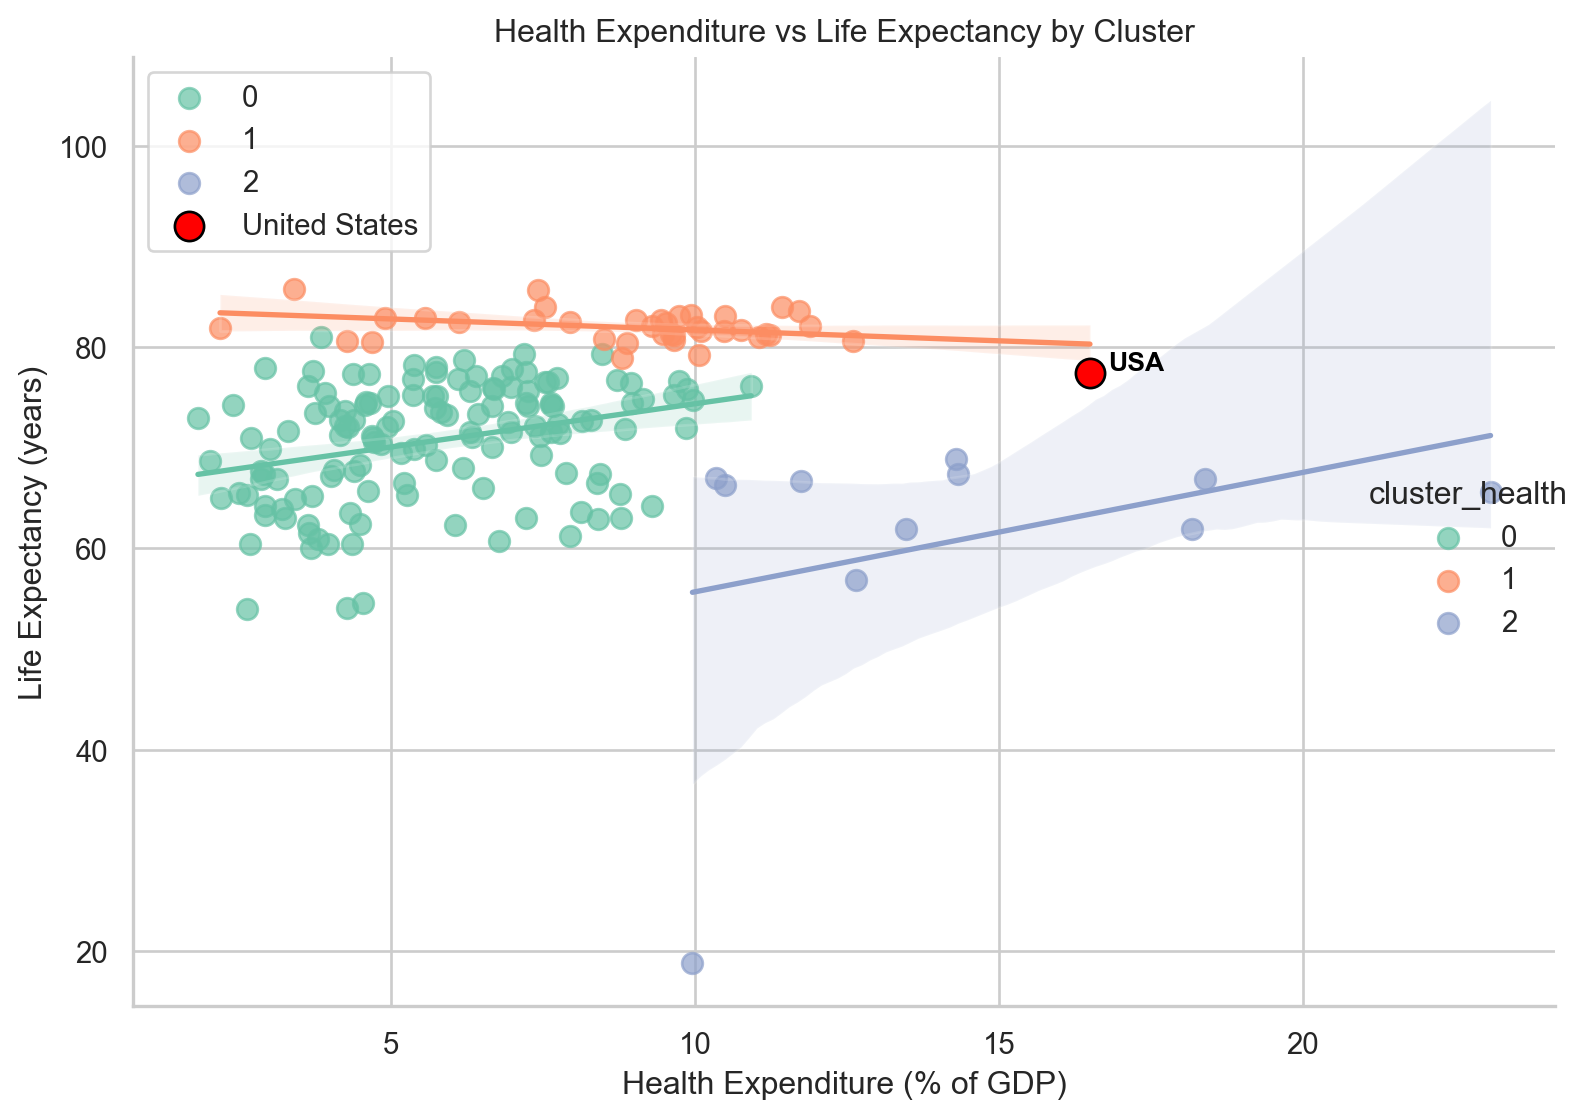 Health Expenditure vs Life Expectancy by Cluster
0
1
2
United States
100
80
60
40
20
Life Expectancy (years)
USA
cluster_health
0
1
2
5
10
15
20
Health Expenditure (% of GDP)